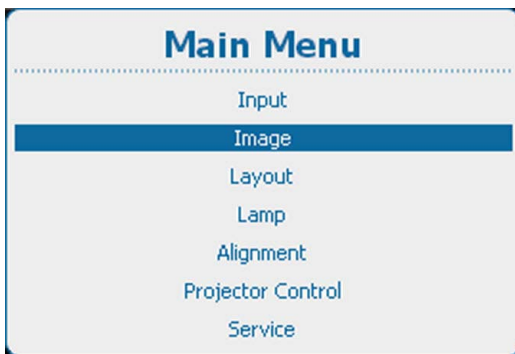 Main Menu
Input
Image
Layout
Lamp
Alignment
Projector Control
Service